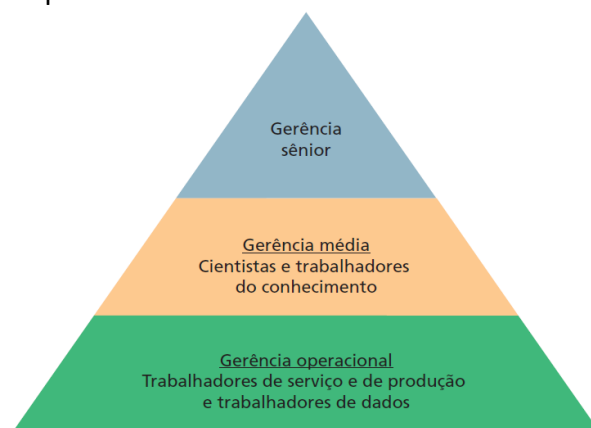 Gerência
sênior
Gerência média
Cientistas e trabalhadores
do conhecimento
Gerência operacional
Trabalhadores de serviço e de produção
e trabalhadores de dados